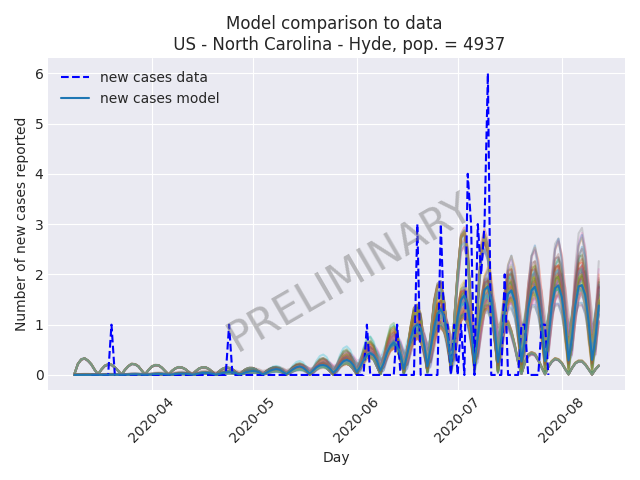 Model comparison to data
US - North Carolina - Hyde, pop. = 4937
6
5
4
3
2
1
0
Number of new cases reported
new cases data
new cases model
PRELIMINARY
2020-04
2020-05
2020-06
2020-07
2020-08
Day